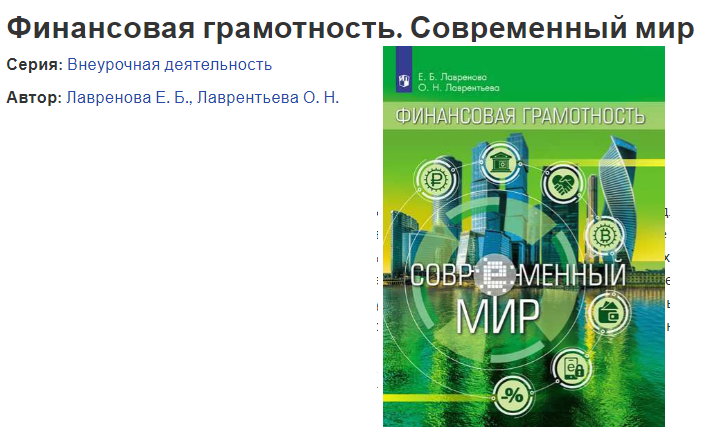 Финансовая грамотность. Современный мир
Серия: Внеурочная деятельность
Автор: Лавренова Е. Б., Лаврентьева О. Н.
Е. Б. Лавренова
О. Н. Лаврентьева
ФИНАНСОВАЯ ГРАМОТНОСТЬ
СОВРЕМЕННЫЙ
МИР
-%